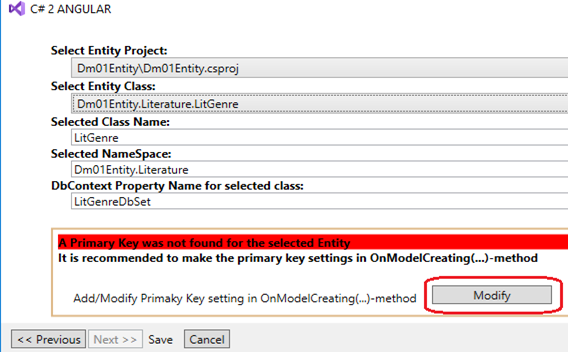 C# 2 ANGULAR
Select Entity Project:
Dm01Entity\Dm01Entity.csproj
Select Entity Class:
Dm01Entity.Literature.LitGenre
Selected Class Name:
LitGenre
Selected NameSpace:
Dm01Entity.Literature
DbContext Property Name for selected class:
LitGenreDbSet
A Primary Key was not found for the selected Entity
It is recommended to make the primary key settings in OnModelCreating(...)-method
Add/Modify Primaky Key setting in OnModelCreating(...)-method
Modify
<< Previous
Next >>
Save
Cancel